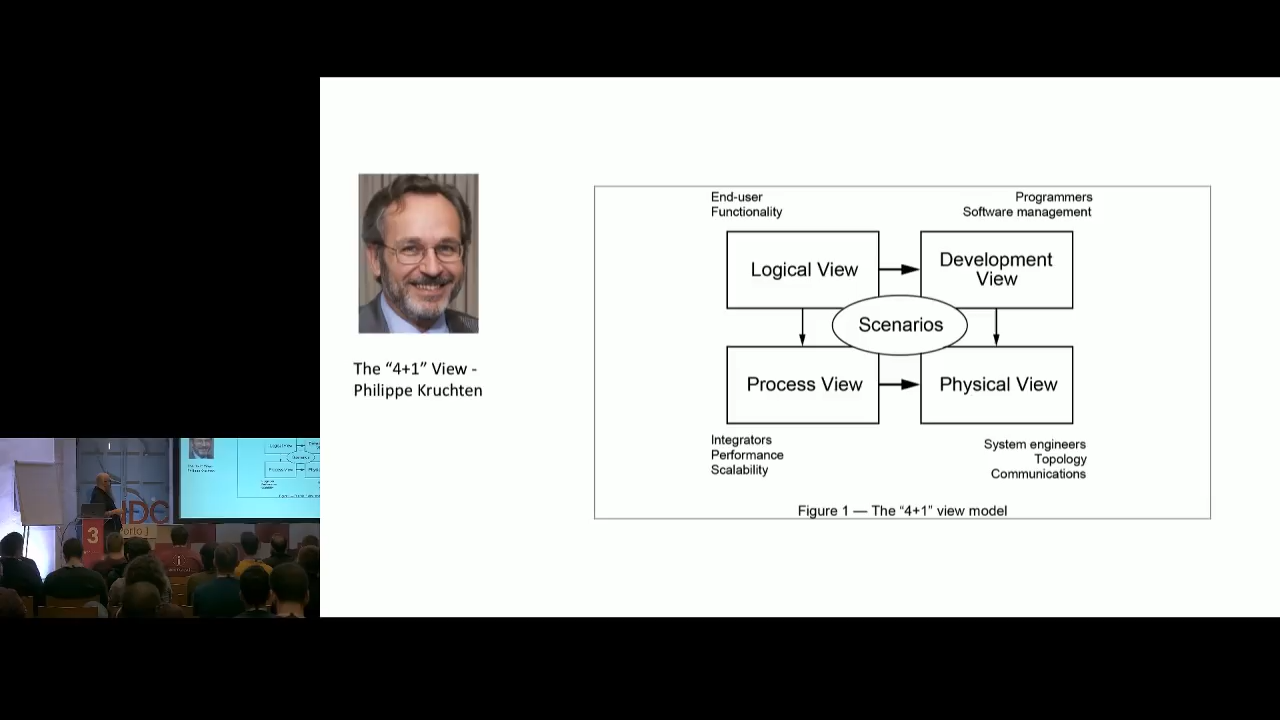 The “4+1” View -
Philippe Kruchten
End-user
Functionality
Programmers
Software management
Logical View
Development
View
Scenarios
Process View
Physical View
Integrators
Performance
Scalability
System engineers
Topology
Communications
Figure 1 — The “4+1” view model
3